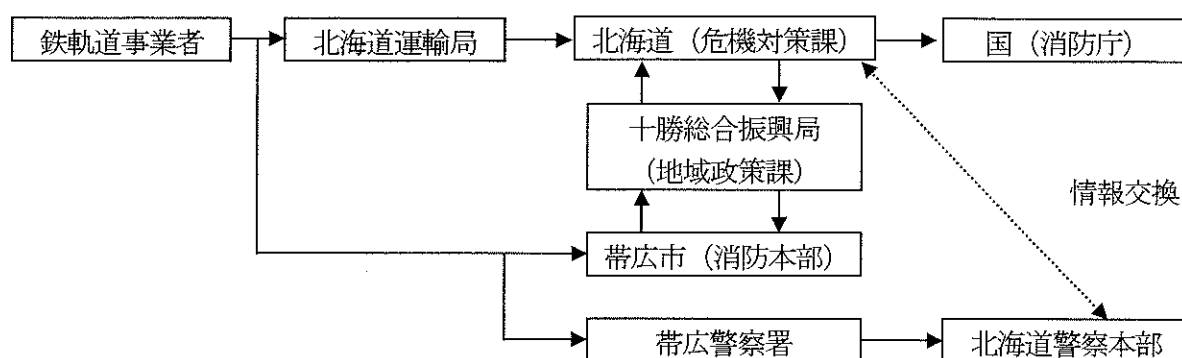 鉄軌道事業者
北海道運輸局
北海道（危機対策課）
国（消防庁）
十勝総合振興局
（地域政策課）
情報交換
帯広市（消防本部）
帯広警察署
北海道警察本部